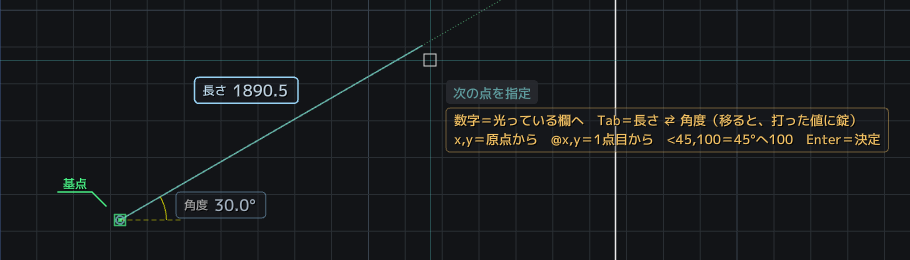 長さ 1890.5
次の点を指定
数字＝光っている欄へ　Tab＝長さ ⇄ 角度（移ると、打った値に錠）
x,y＝原点から　@x,y＝1点目から　<45,100＝45°へ100　Enter＝決定
基点
角度 30.0°